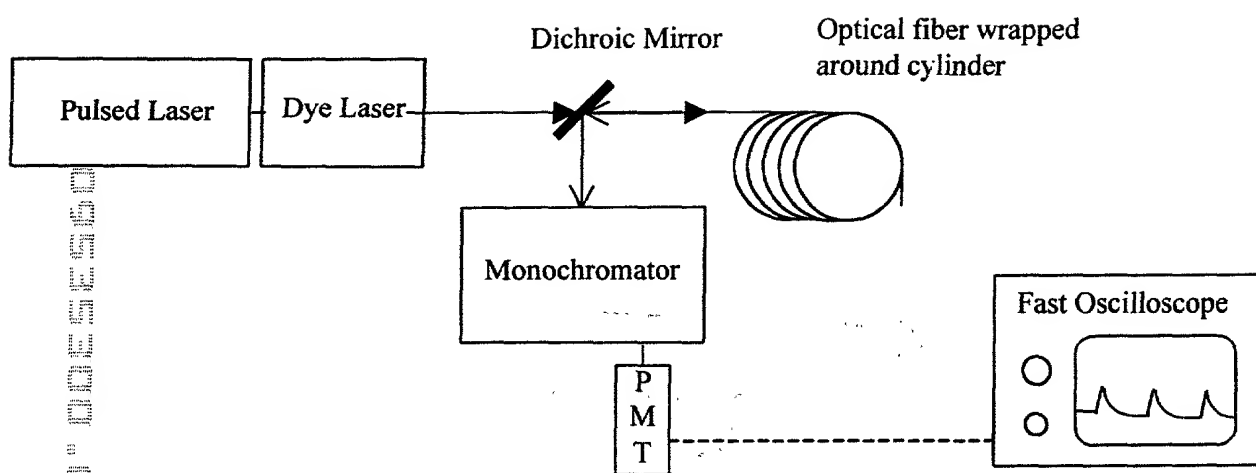 Dichroic Mirror
Optical fiber wrapped
around cylinder
Pulsed Laser
Dye Laser
Monochromator
Fast Oscilloscope
P
M
T